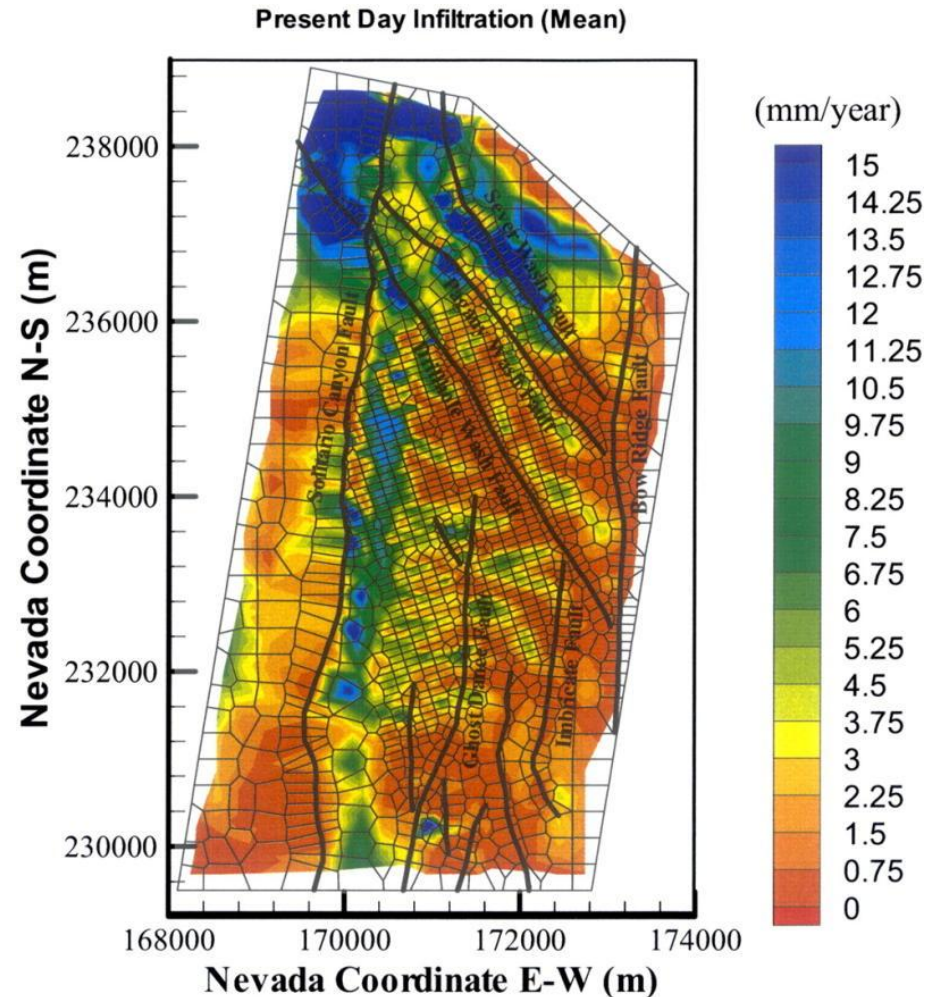 Present Day Infiltration (Mean)
(mm/year)
15
14.25
13.5
12.75
12
11.25
10.5
9.75
9
8.25
7.5
6.75
6
5.25
4.5
3.75
3
2.25
1.5
0.75
0
Nevada Coordinate N-S (m)
238000
236000
234000
232000
230000
Sever Wash Fault
Pagany Wash Fault
Solitario Canyon Fault
Wash Fault
Bow Ridge Fault
Ghost Dance Fault
Imbricate Fault
168000
170000
172000
174000
Nevada Coordinate E-W (m)